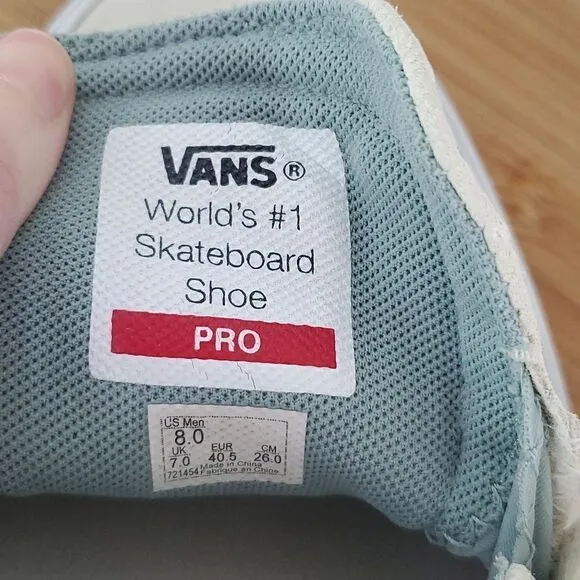 VANS®
World's #1
Skateboard
Shoe
PRO
US Men
8.0
UK EUR CM
7.0 40.5 26.0
Made in China
721454 Fabriqué en Chine